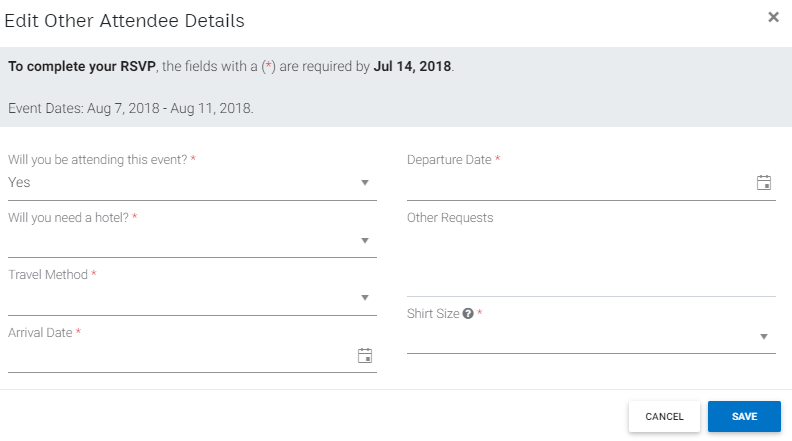 Edit Other Attendee Details
To complete your RSVP, the fields with a (*) are required by Jul 14, 2018.
Event Dates: Aug 7, 2018 - Aug 11, 2018.
Will you be attending this event? *
Yes
Will you need a hotel? *
Travel Method *
Arrival Date *
Departure Date *
Other Requests
Shirt Size ? *
CANCEL
SAVE